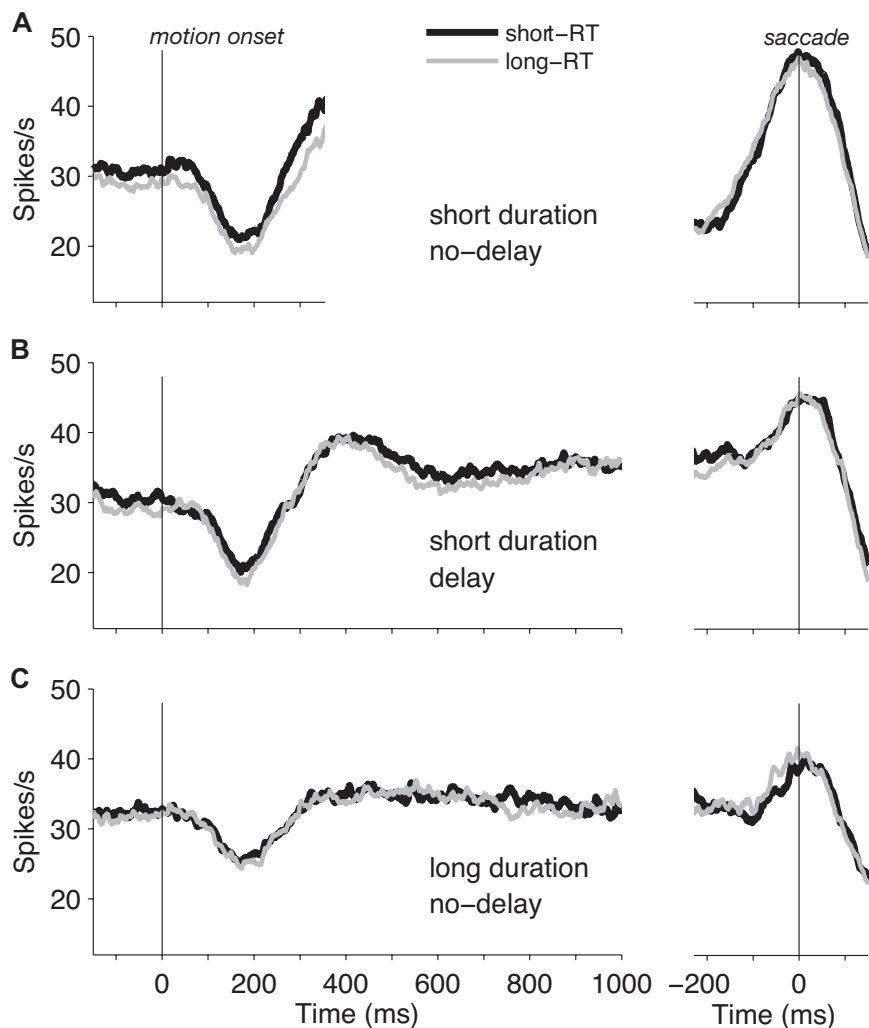 A
motion onset
short-RT
long-RT
saccade
50
40
30
20
Spikes/s
short duration
no-delay
B
50
40
30
20
Spikes/s
short duration
delay
C
50
40
30
20
Spikes/s
long duration
no-delay
0 200 400 600 800 1000
Time (ms)
−200 0
Time (ms)